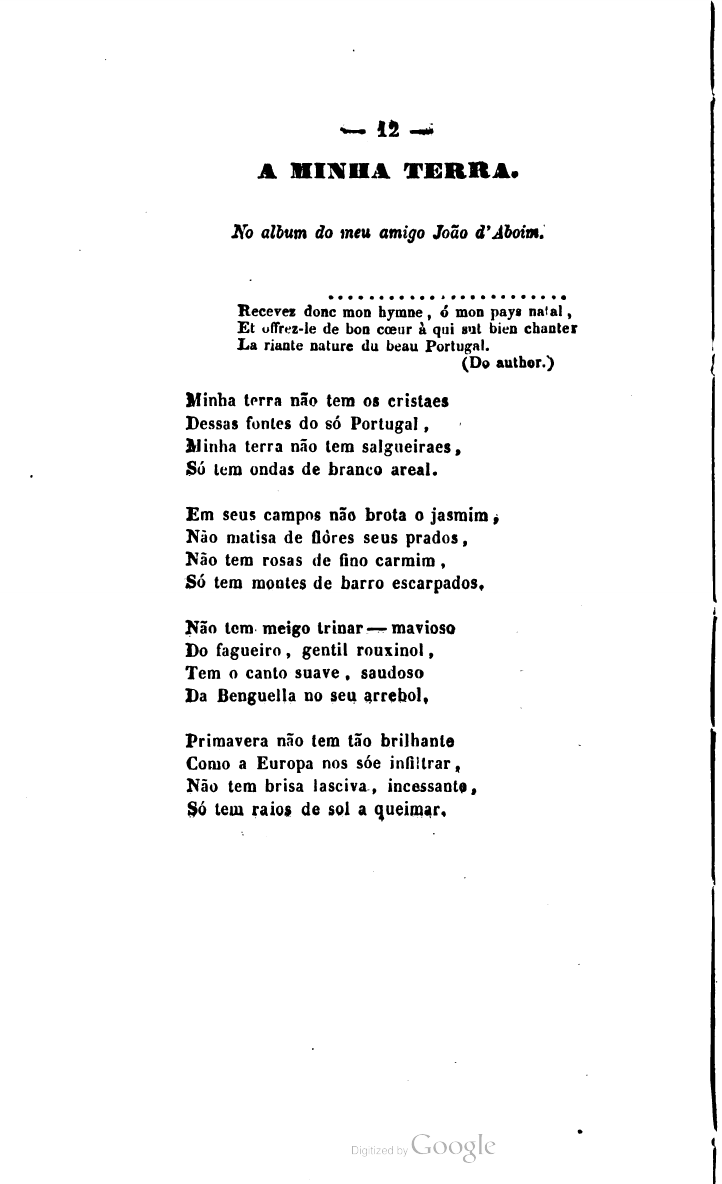 — 12 —
A MINHA TERRA.
No album do meu amigo João d'Aboim.
........................
Recevez donc mon hymne, ó mon pays natal,
Et offrez-le de bon cœur à qui sut bien chanter
La riante nature du beau Portugal.
(Do author.)
Minha terra não tem os cristaes
Dessas fontes do só Portugal,
Minha terra não tem salgueiraes,
Só tem ondas de branco areal.
Em seus campos não brota o jasmim,
Não matisa de flôres seus prados,
Não tem rosas de fino carmim,
Só tem montes de barro escarpados,
Não tem meigo trinar — mavioso
Do fagueiro, gentil rouxinol,
Tem o canto suave, saudoso
Da Benguella no seu arrebol,
Primavera não tem tão brilhante
Como a Europa nos sóe infiltrar,
Não tem brisa lasciva, incessante,
Só tem raios de sol a queimar,
Digitized by Google